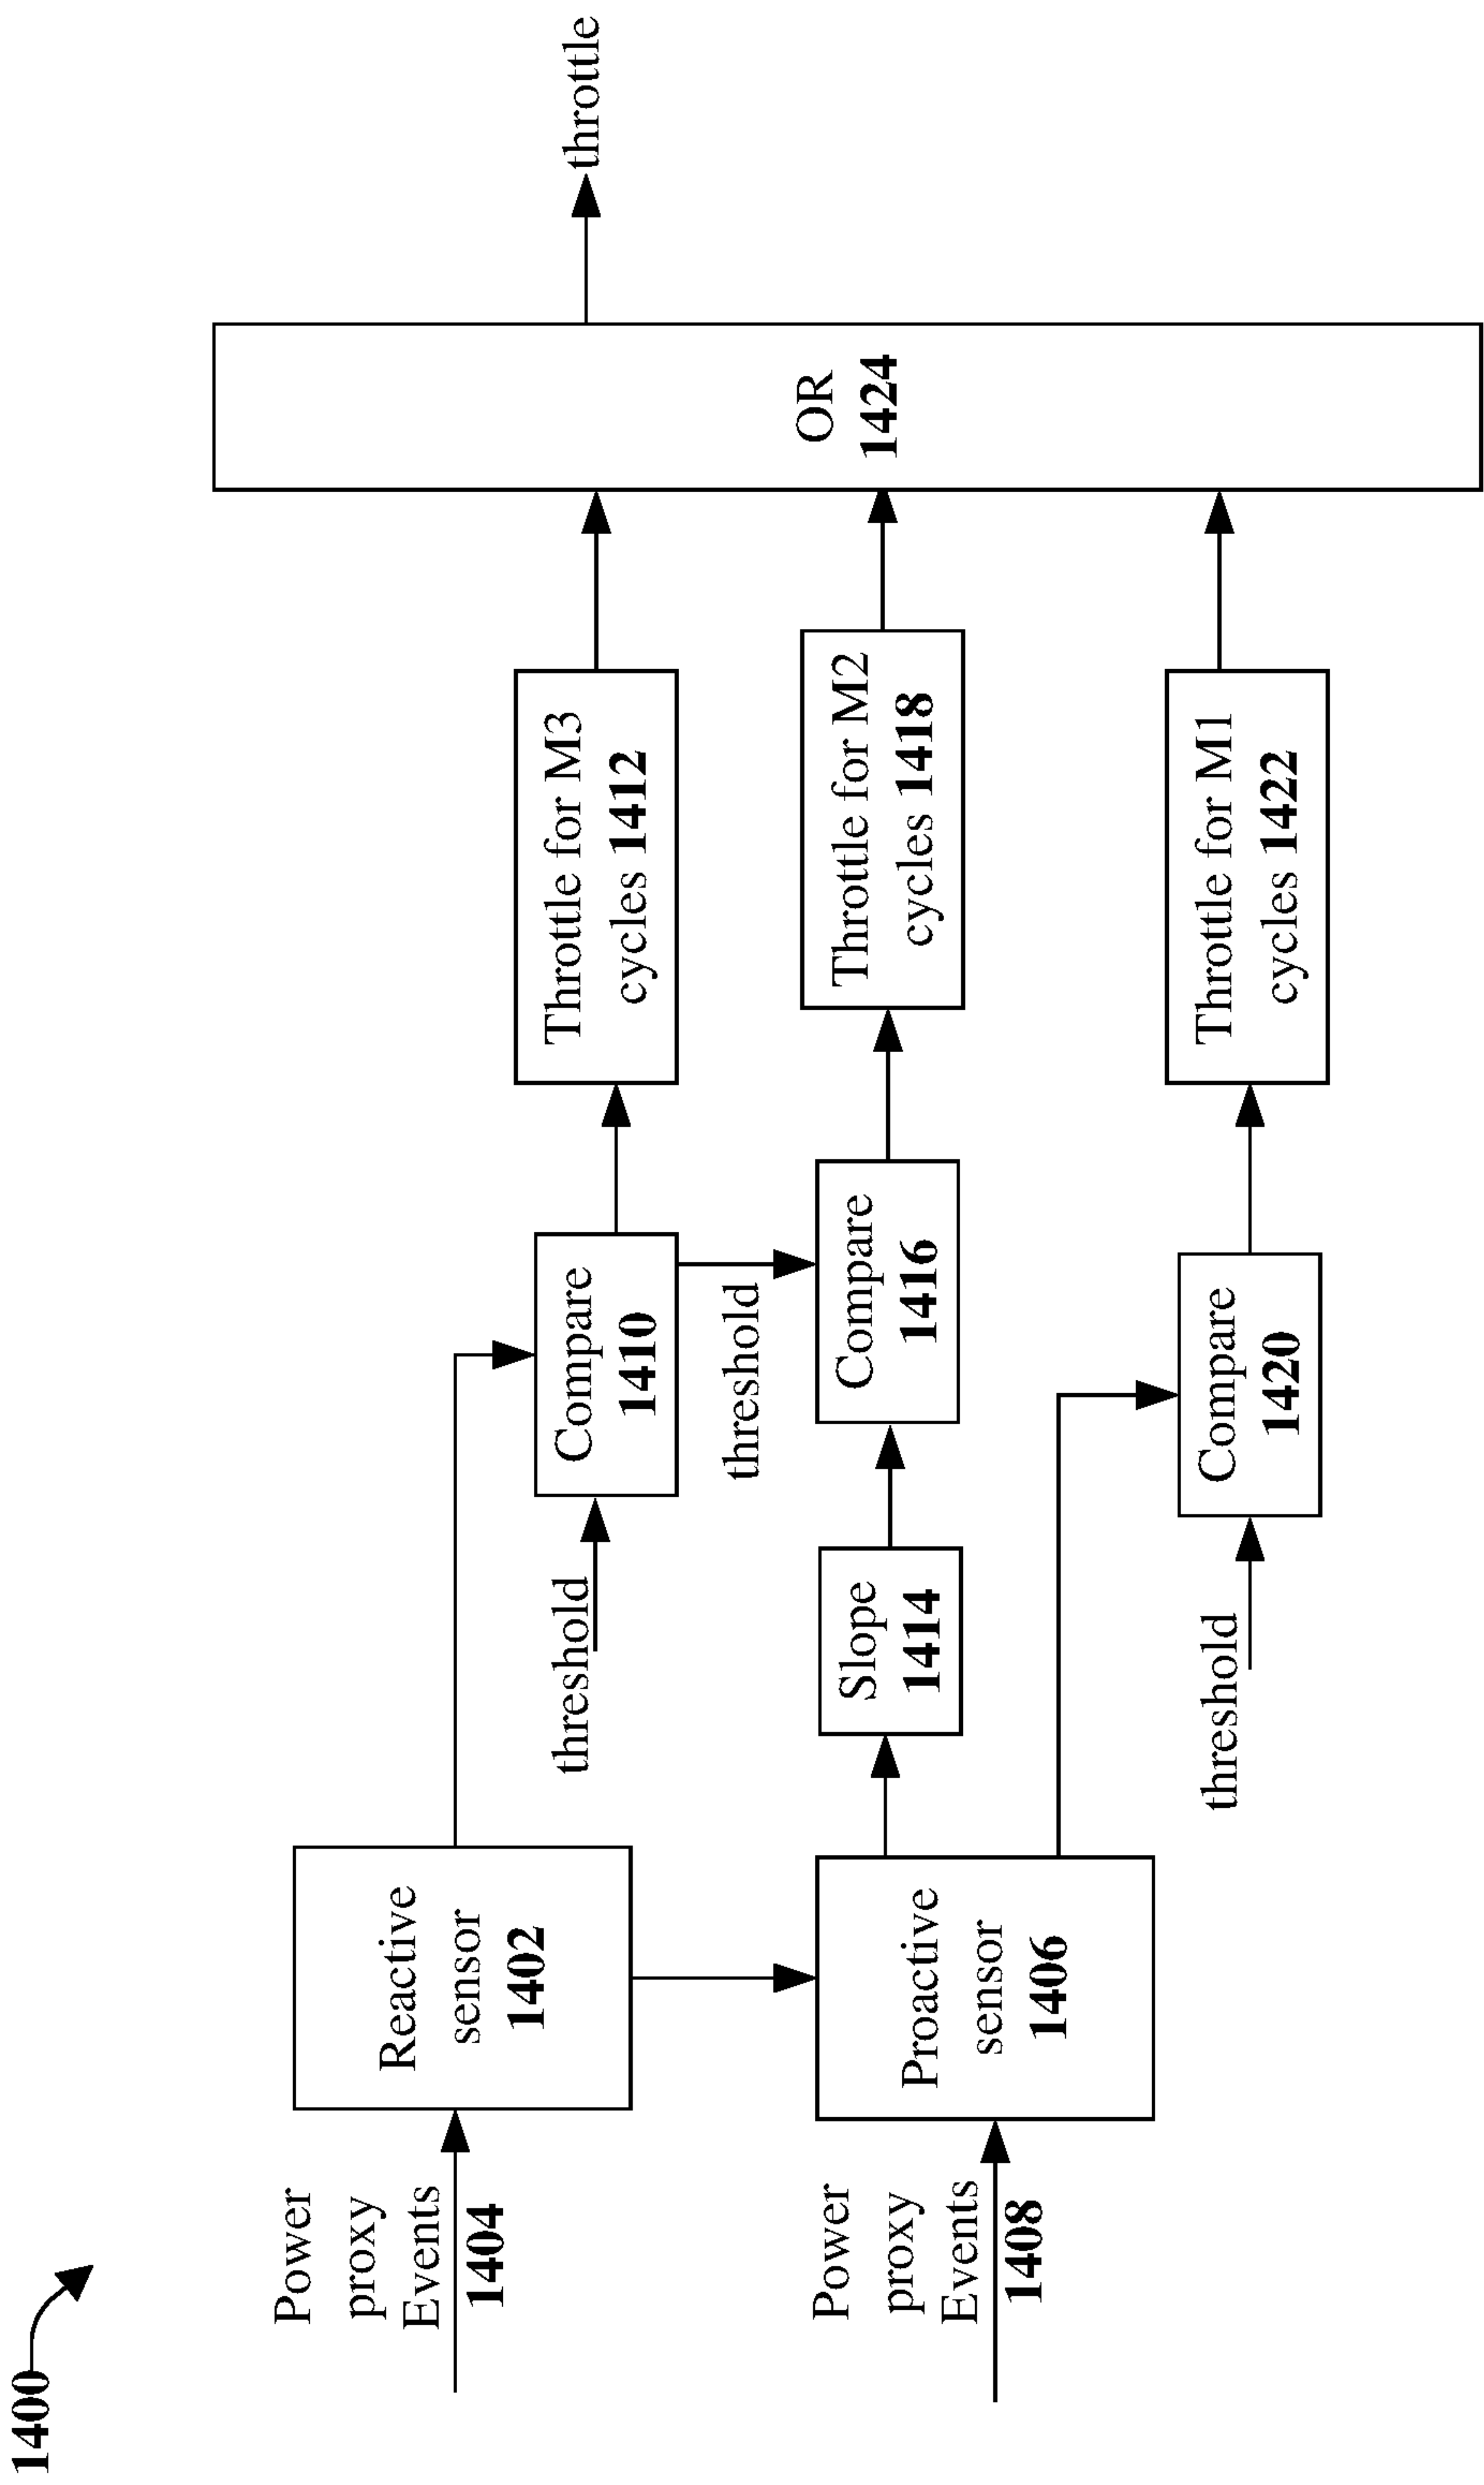 1400
Power
proxy
Events
1404
Reactive
sensor
1402
threshold
Compare
1410
Throttle for M3
cycles 1412
threshold
Power
proxy
Events
1408
Proactive
sensor
1406
Slope
1414
Compare
1416
Throttle for M2
cycles 1418
threshold
Compare
1420
Throttle for M1
cycles 1422
OR
1424
throttle